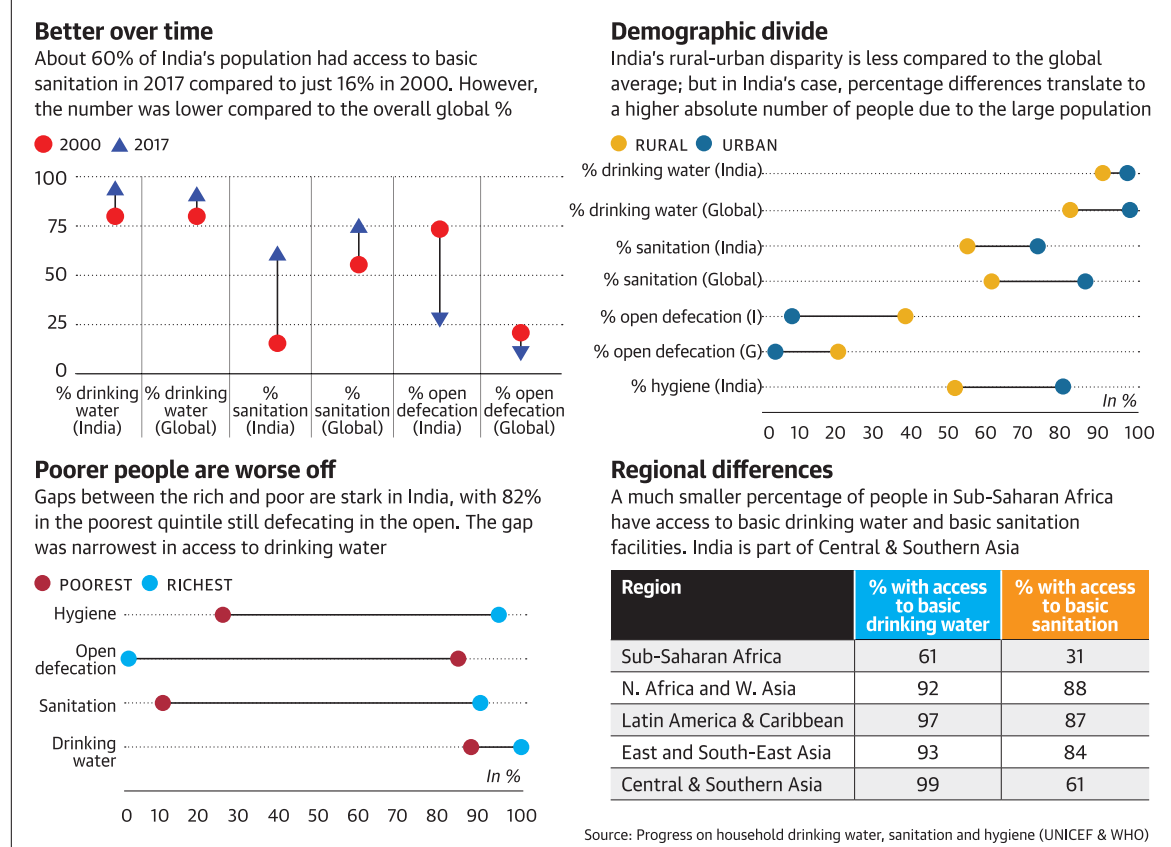 Better over time
About 60% of India's population had access to basic
sanitation in 2017 compared to just 16% in 2000. However,
the number was lower compared to the overall global %
2000 2017
100
75
50
25
0
% drinking
water
(India)
% drinking
water
(Global)
%
sanitation
(India)
%
sanitation
(Global)
% open
defecation
(India)
% open
defecation
(Global)
Demographic divide
India's rural-urban disparity is less compared to the global
average; but in India's case, percentage differences translate to
a higher absolute number of people due to the large population
RURAL URBAN
% drinking water (India)
% drinking water (Global)
% sanitation (India)
% sanitation (Global)
% open defecation (I)
% open defecation (G)
% hygiene (India)
In %
0 10 20 30 40 50 60 70 80 90 100
Poorer people are worse off
Gaps between the rich and poor are stark in India, with 82%
in the poorest quintile still defecating in the open. The gap
was narrowest in access to drinking water
POOREST RICHEST
Hygiene
Open
defecation
Sanitation
Drinking
water
In %
0 10 20 30 40 50 60 70 80 90 100
Regional differences
A much smaller percentage of people in Sub-Saharan Africa
have access to basic drinking water and basic sanitation
facilities. India is part of Central & Southern Asia
Region
% with access
to basic
drinking water
% with access
to basic
sanitation
Sub-Saharan Africa 61 31
N. Africa and W. Asia 92 88
Latin America & Caribbean 97 87
East and South-East Asia 93 84
Central & Southern Asia 99 61
Source: Progress on household drinking water, sanitation and hygiene (UNICEF & WHO)